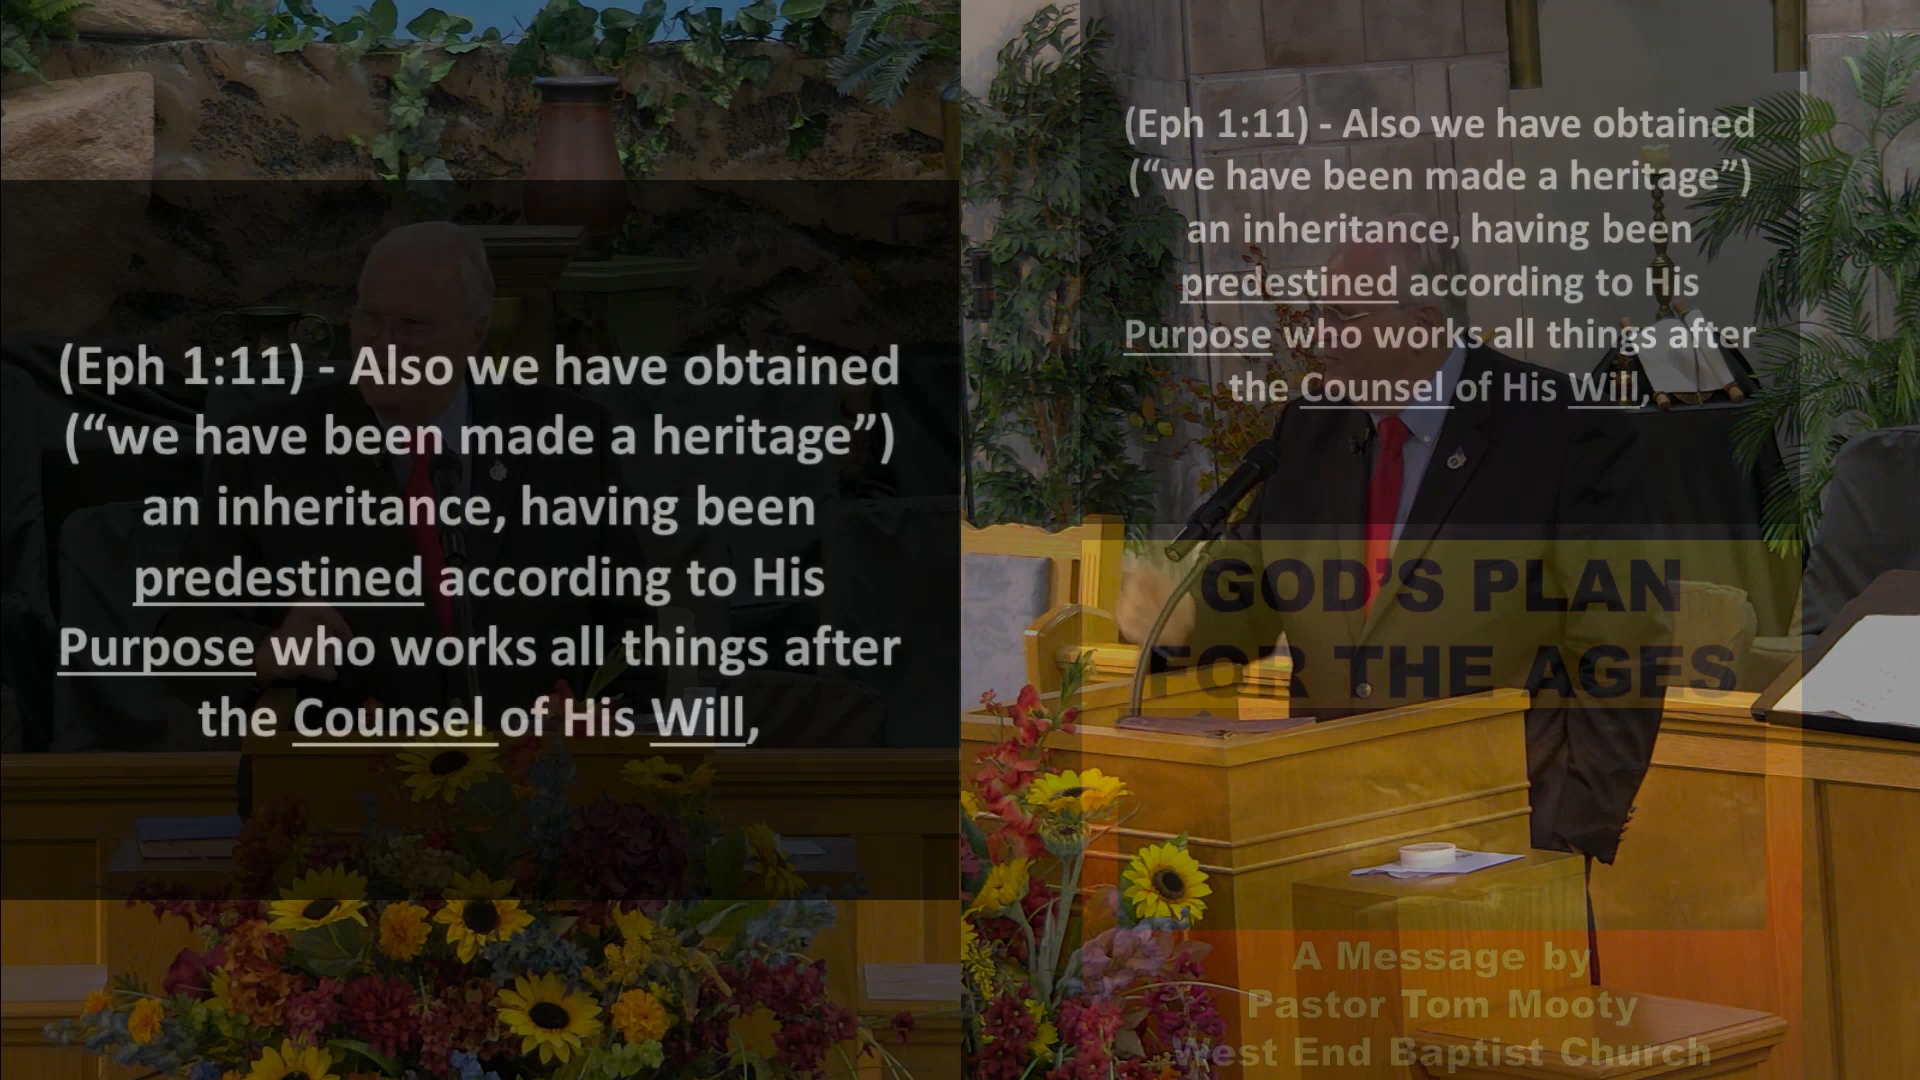 (Eph 1:11) - Also we have obtained
(“we have been made a heritage”)
an inheritance, having been
predestined according to His
Purpose who works all things after
the Counsel of His Will,
(Eph 1:11) - Also we have obtained
(“we have been made a heritage”)
an inheritance, having been
predestined according to His
Purpose who works all things after
the Counsel of His Will,
GOD’S PLAN
FOR THE AGES
A Message by
Pastor Tom Mooty
West End Baptist Church